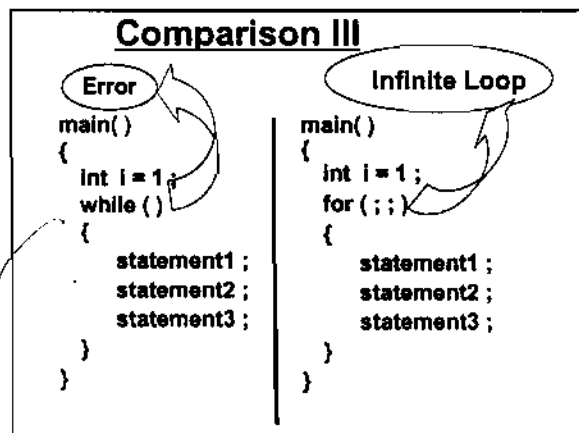 Comparison III
Error
main( )
{
int i = 1 ;
while ( )
{
statement1 ;
statement2 ;
statement3 ;
}
}
Infinite Loop
main( )
{
int i = 1 ;
for ( ; ; )
{
statement1 ;
statement2 ;
statement3 ;
}
}